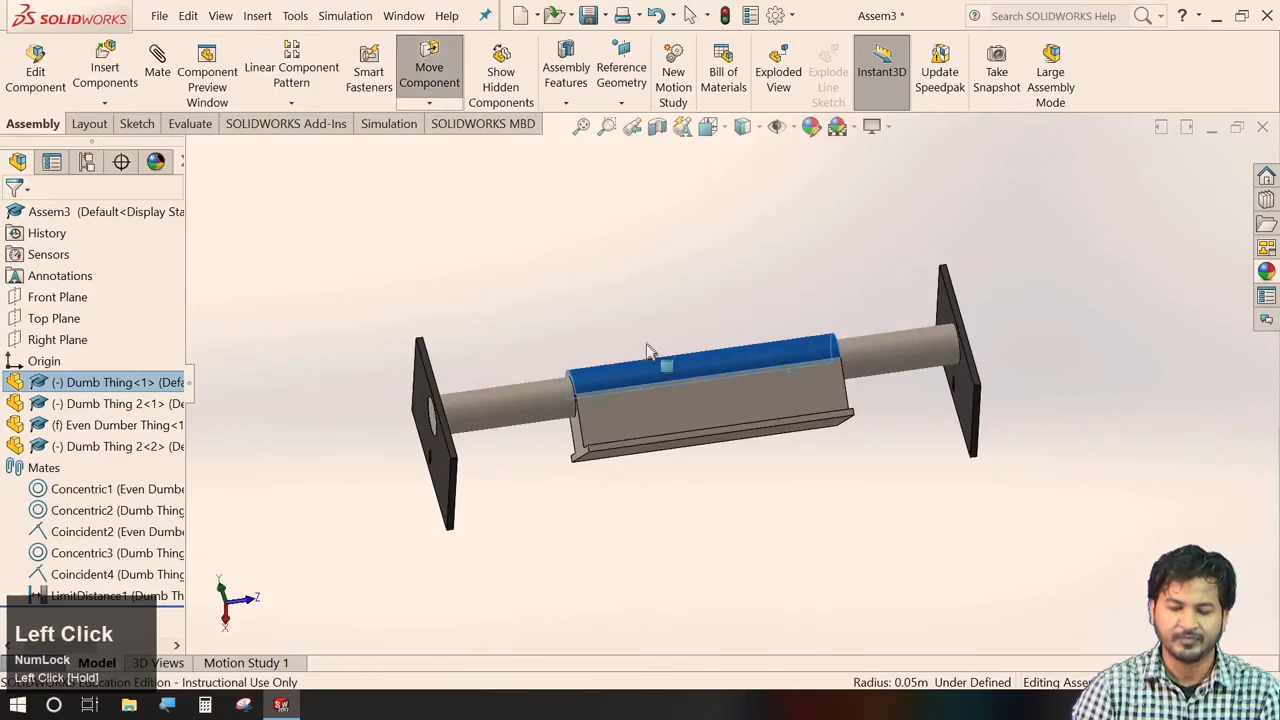 SOLIDWORKS File Edit View Insert Tools Simulation Window Help Assem3 * Search SOLIDWORKS Help ?
Edit Component
Insert Components
Mate
Component Preview Window
Linear Component Pattern
Smart Fasteners
Move Component
Show Hidden Components
Assembly Features
Reference Geometry
New Motion Study
Bill of Materials
Exploded View
Explode Line Sketch
Instant3D
Update Speedpak
Take Snapshot
Large Assembly Mode
Assembly Layout Sketch Evaluate SOLIDWORKS Add-Ins Simulation SOLIDWORKS MBD
Assem3 (Default<Display Sta
History
Sensors
Annotations
Front Plane
Top Plane
Right Plane
Origin
(-) Dumb Thing<1> (Defa
(-) Dumb Thing 2<1> (De
(f) Even Dumber Thing<1
(-) Dumb Thing 2<2> (De
Mates
Concentric1 (Even Dumbe
Concentric2 (Dumb Thing
Coincident2 (Even Dumbe
Concentric3 (Dumb Thing
Coincident4 (Dumb Thing
LimitDistance1 (Dumb Th
Y
Z
X
Left Click
NumLock
Left Click [Hold]
Model 3D Views Motion Study 1
SOLIDWORKS Education Edition - Instructional Use Only Radius: 0.05m Under Defined Editing Asse